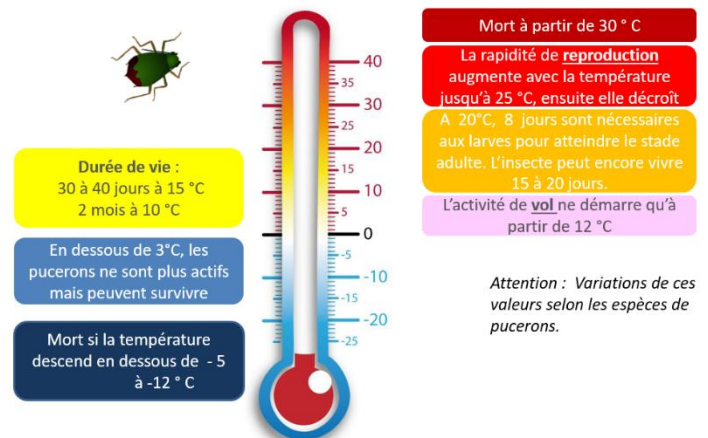 Mort à partir de 30 ° C
La rapidité de reproduction
augmente avec la température
jusqu'à 25 °C, ensuite elle décroît
A 20°C, 8 jours sont nécessaires
aux larves pour atteindre le stade
adulte. L'insecte peut encore vivre
15 à 20 jours.
L'activité de vol ne démarre qu'à
partir de 12 °C
Durée de vie :
30 à 40 jours à 15 °C
2 mois à 10 °C
En dessous de 3°C, les
pucerons ne sont plus actifs
mais peuvent survivre
Mort si la température
descend en dessous de - 5
à -12 ° C
40
35
30
25
20
15
10
5
0
-5
-10
-15
-20
-25
Attention : Variations de ces
valeurs selon les espèces de
pucerons.